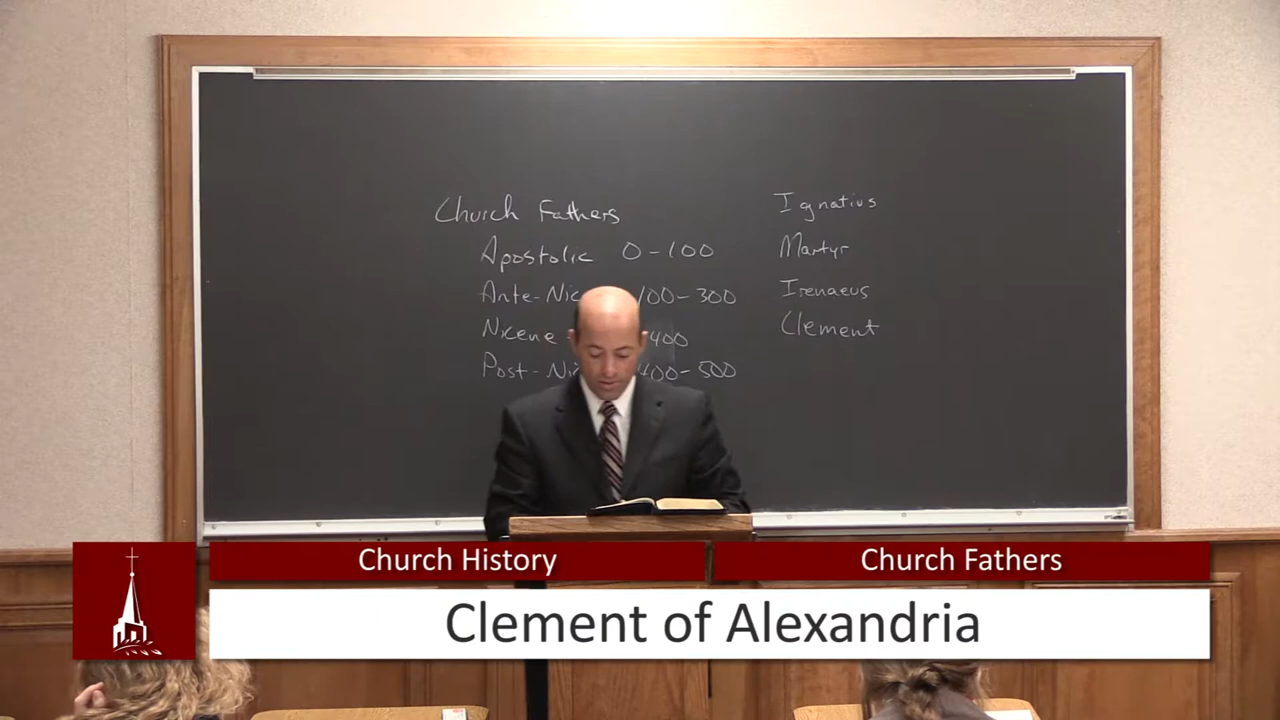 Church Fathers
Apostolic 0-100
Ante-Nic 100-300
Nicene 400
Post-Ni 400-500
Ignatius
Martyr
Irenaeus
Clement
Church History
Church Fathers
Clement of Alexandria